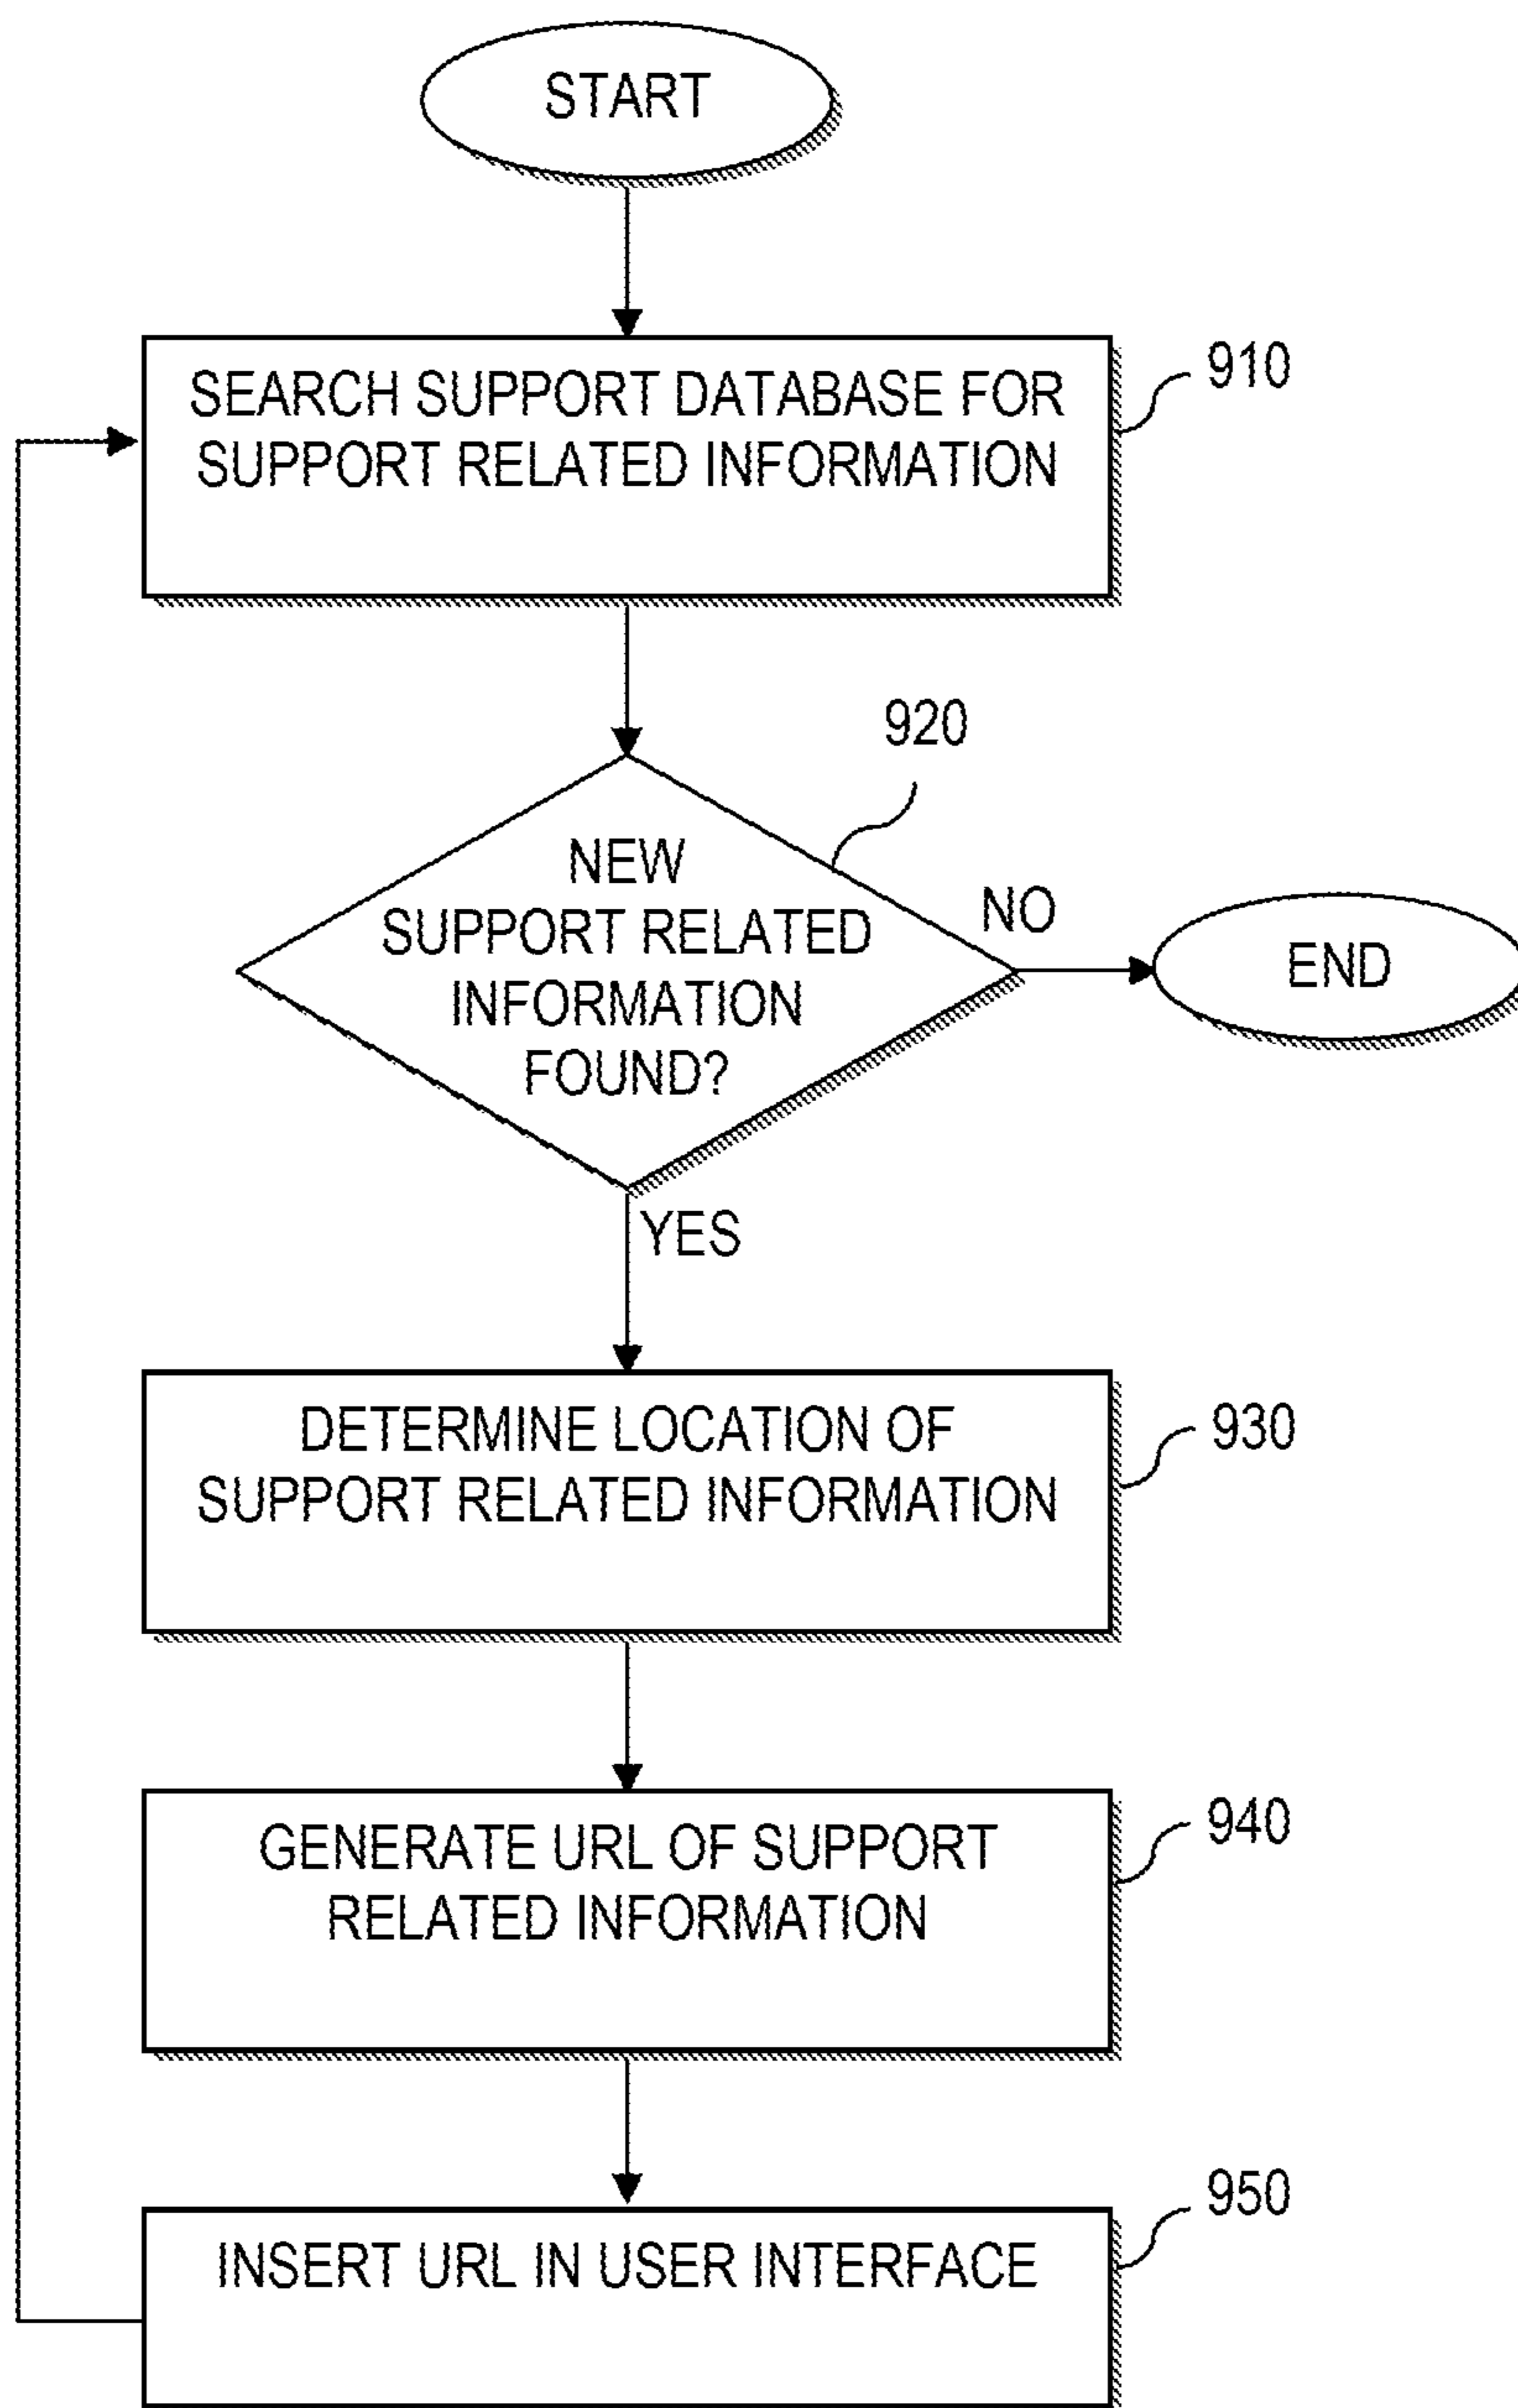 START
SEARCH SUPPORT DATABASE FOR
SUPPORT RELATED INFORMATION
910
920
NEW
SUPPORT RELATED
INFORMATION
FOUND?
NO
END
YES
DETERMINE LOCATION OF
SUPPORT RELATED INFORMATION
930
GENERATE URL OF SUPPORT
RELATED INFORMATION
940
INSERT URL IN USER INTERFACE
950